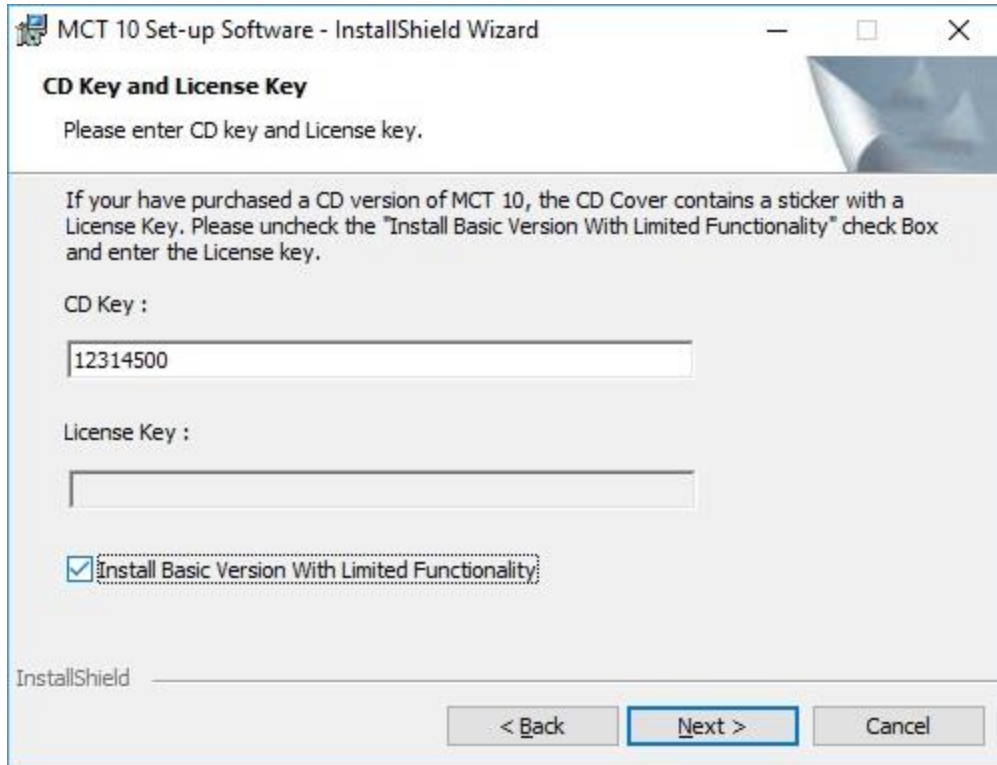 MCT 10 Set-up Software - InstallShield Wizard
CD Key and License Key
Please enter CD key and License key.
If your have purchased a CD version of MCT 10, the CD Cover contains a sticker with a
License Key. Please uncheck the "Install Basic Version With Limited Functionality" check Box
and enter the License key.
CD Key :
12314500
License Key :
Install Basic Version With Limited Functionality
InstallShield
< Back
Next >
Cancel